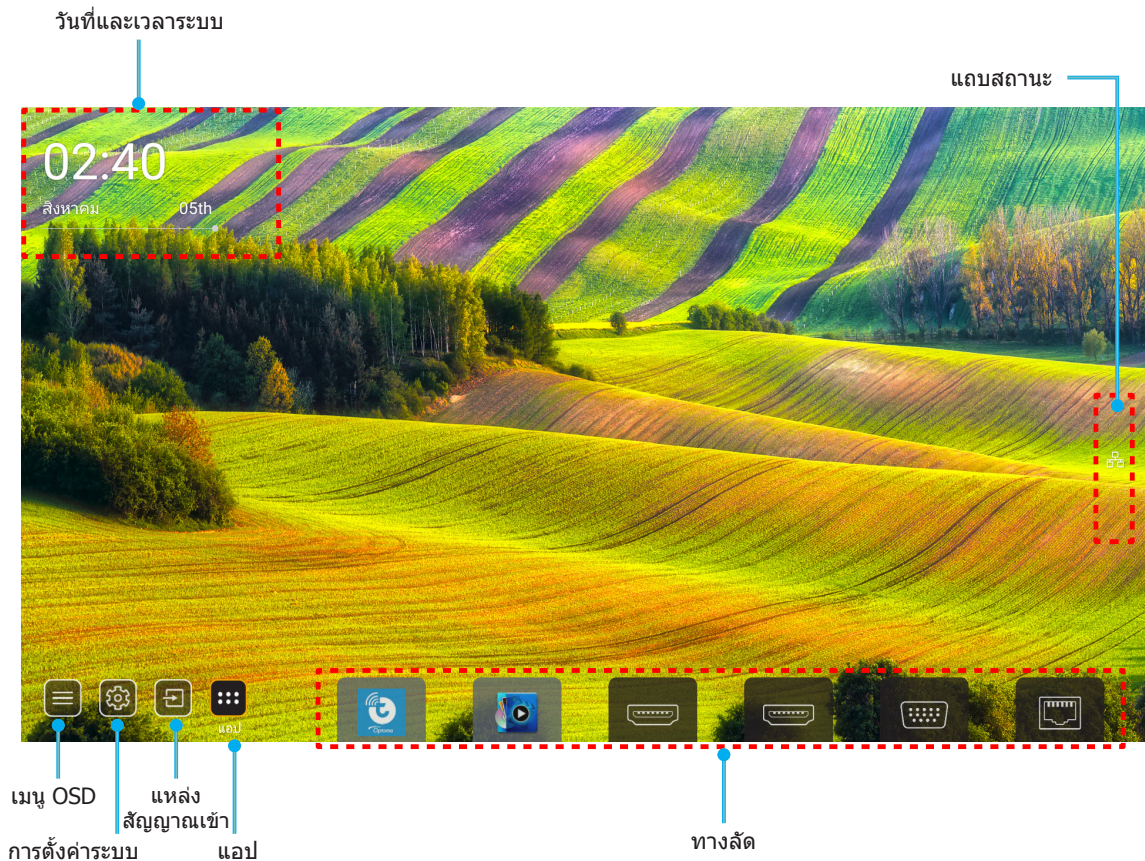 วันที่และเวลาระบบ
แถบสถานะ
02:40
สิงหาคม 05th
Optoma
แอป
เมนู OSD
แหล่ง
สัญญาณเข้า
การตั้งค่าระบบ
แอป
ทางลัด